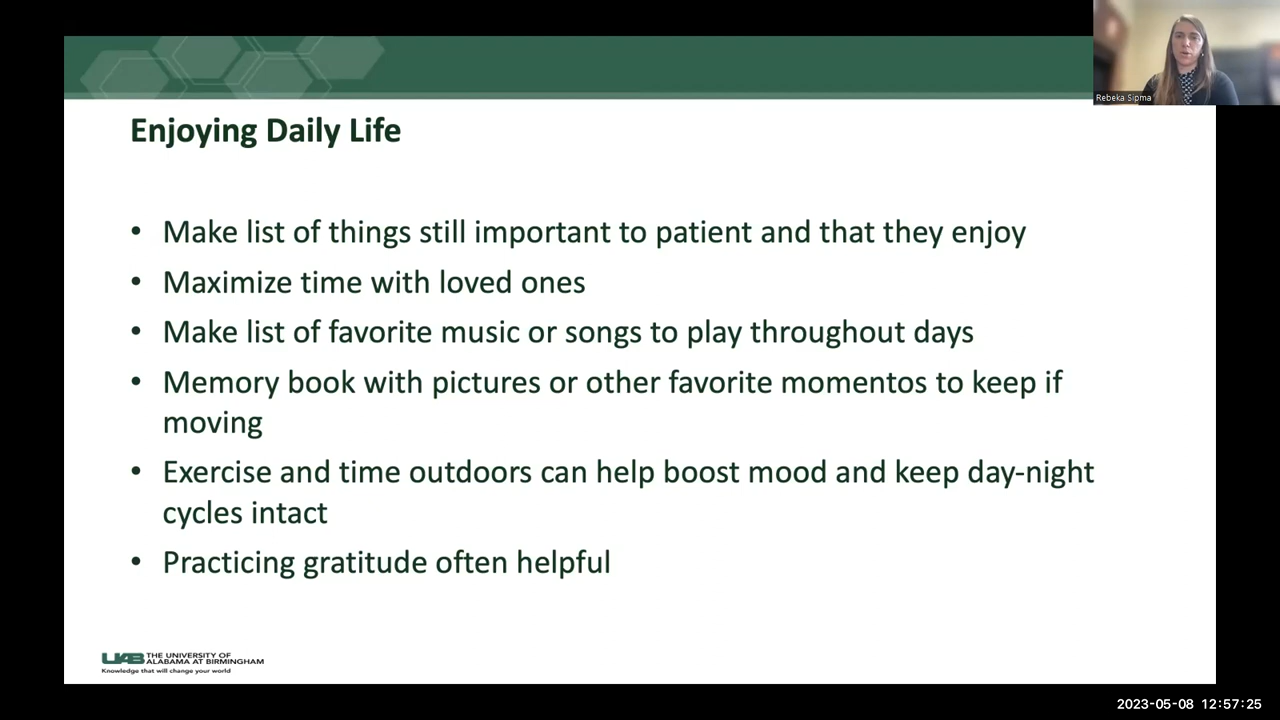 Rebeka Sipma
Enjoying Daily Life
• Make list of things still important to patient and that they enjoy
• Maximize time with loved ones
• Make list of favorite music or songs to play throughout days
• Memory book with pictures or other favorite momentos to keep if
moving
• Exercise and time outdoors can help boost mood and keep day-night
cycles intact
• Practicing gratitude often helpful
UAB THE UNIVERSITY OF
ALABAMA AT BIRMINGHAM
Knowledge that will change your world
2023-05-08 12:57:25